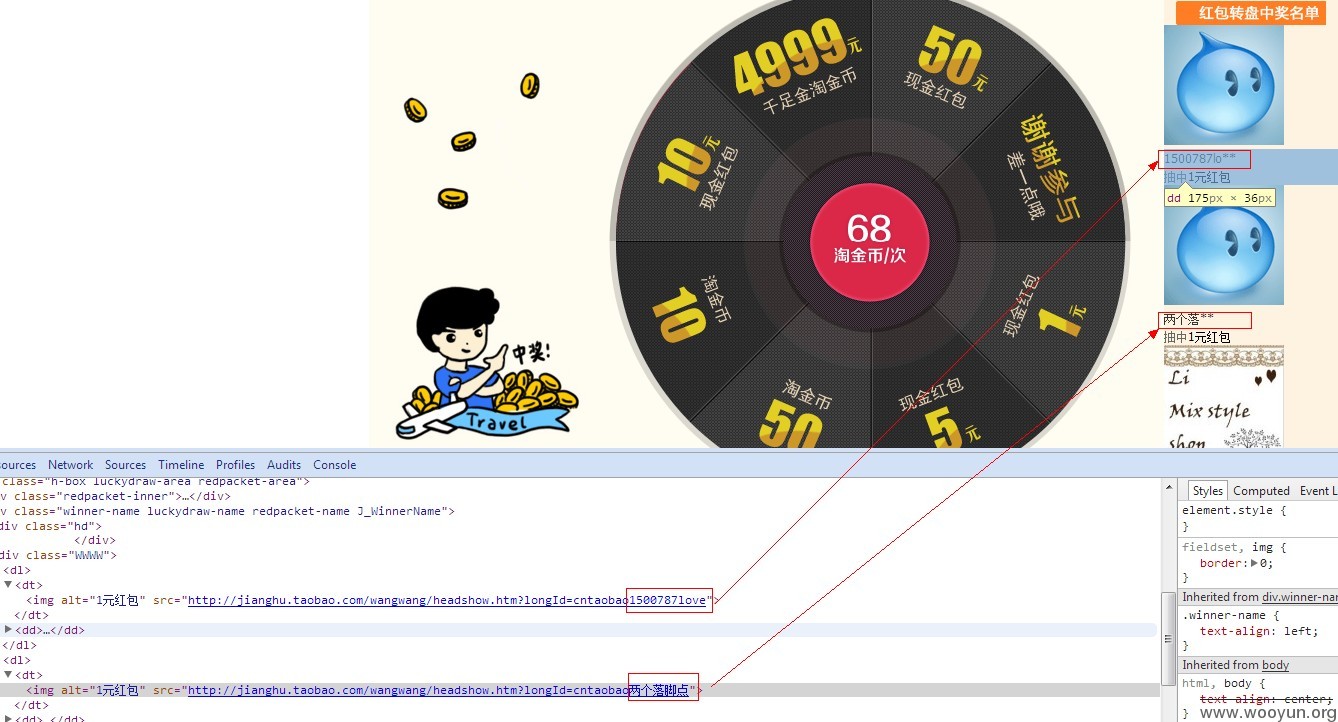 红包转盘中奖名单
4999元
千足金淘金币
50元
现金红包
谢谢参与
差一点哦
10元
现金红包
68
淘金币/次
1元
现金红包
10
淘金币
淘金币
50
现金红包
5元
中奖!
Travel
1500787lo**
抽中1元红包
dd 175px × 36px
两个落**
抽中1元红包
Li
Mix style
shop
ources Network Sources Timeline Profiles Audits Console
class="h-box luckydraw-area redpacket-area">
v class="redpacket-inner">…</div>
v class="winner-name luckydraw-name redpacket-name J_WinnerName">
div class="hd">
</div>
div class="WWWW">
<dl>
▼<dt>
<img alt="1元红包" src="http://jianghu.taobao.com/wangwang/headshow.htm?longId=cntaobao1500787love">
</dt>
▶<dd>…</dd>
</dl>
<dl>
▼<dt>
<img alt="1元红包" src="http://jianghu.taobao.com/wangwang/headshow.htm?longId=cntaobao两个落脚点">
</dt>
▶<dd>…</dd>
Styles Computed Event L
element.style {
}
fieldset, img {
border:▶0;
}
Inherited from div.winner-nam
.winner-name {
text-align: left;
}
Inherited from body
html, body {
text-align: center;
}
www.wooyun.org